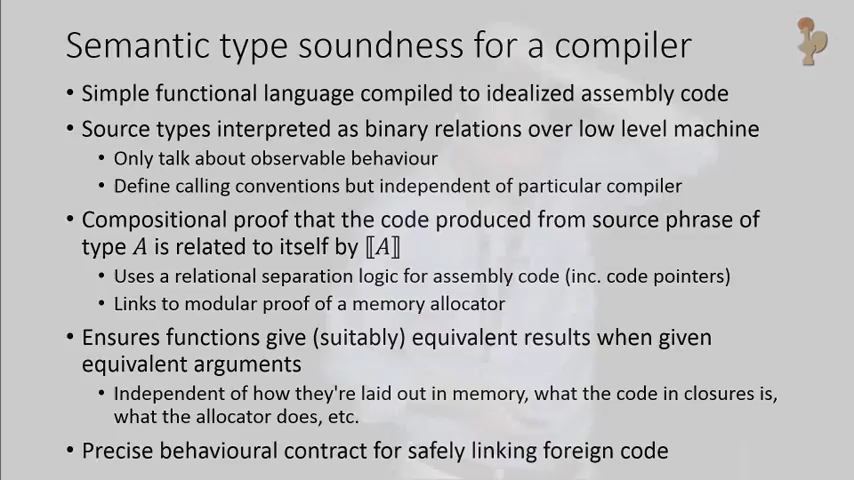 Semantic type soundness for a compiler
• Simple functional language compiled to idealized assembly code
• Source types interpreted as binary relations over low level machine
• Only talk about observable behaviour
• Define calling conventions but independent of particular compiler
• Compositional proof that the code produced from source phrase of
type A is related to itself by ⟦A⟧
• Uses a relational separation logic for assembly code (inc. code pointers)
• Links to modular proof of a memory allocator
• Ensures functions give (suitably) equivalent results when given
equivalent arguments
• Independent of how they're laid out in memory, what the code in closures is,
what the allocator does, etc.
• Precise behavioural contract for safely linking foreign code